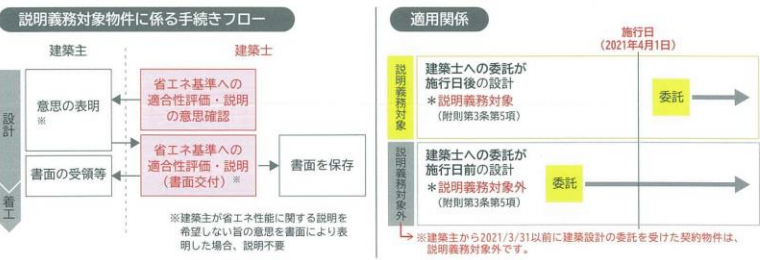 説明義務対象物件に係る手続きフロー
建築主
建築士
設計
着工
意思の表明
※
省エネ基準への
適合性評価・説明
の意思確認
書面の受領等
省エネ基準への
適合性評価・説明
（書面交付）※
書面を保存
※建築主が省エネ性能に関する説明を
希望しない旨の意思を書面により表
明した場合、説明不要
適用関係
施行日
（2021年4月1日）
説明義務対象
建築士への委託が
施行日後の設計
＊説明義務対象
（附則第3条第5項）
委託
説明義務対象外
建築士への委託が
施行日前の設計
＊説明義務対象外
（附則第3条第5項）
委託
※建築主から2021/3/31以前に建築設計の委託を受けた契約物件は、
説明義務対象外です。